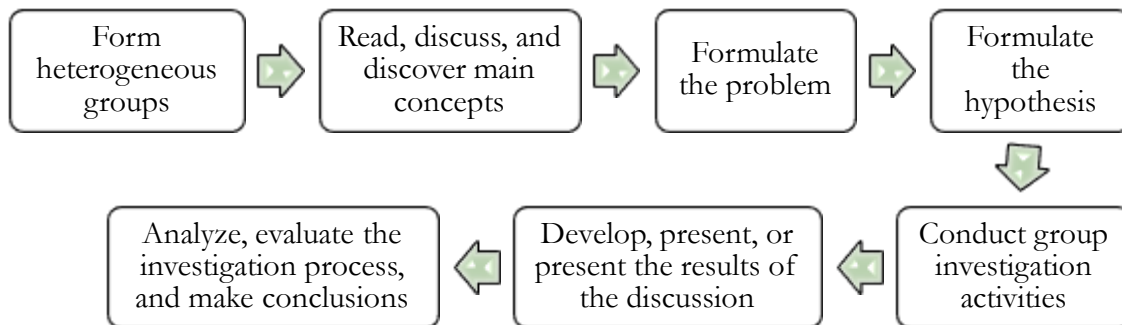 Form
heterogeneous
groups
Read, discuss, and
discover main
concepts
Formulate
the problem
Formulate
the
hypothesis
Conduct group
investigation
activities
Develop, present, or
present the results of
the discussion
Analyze, evaluate the
investigation process,
and make conclusions